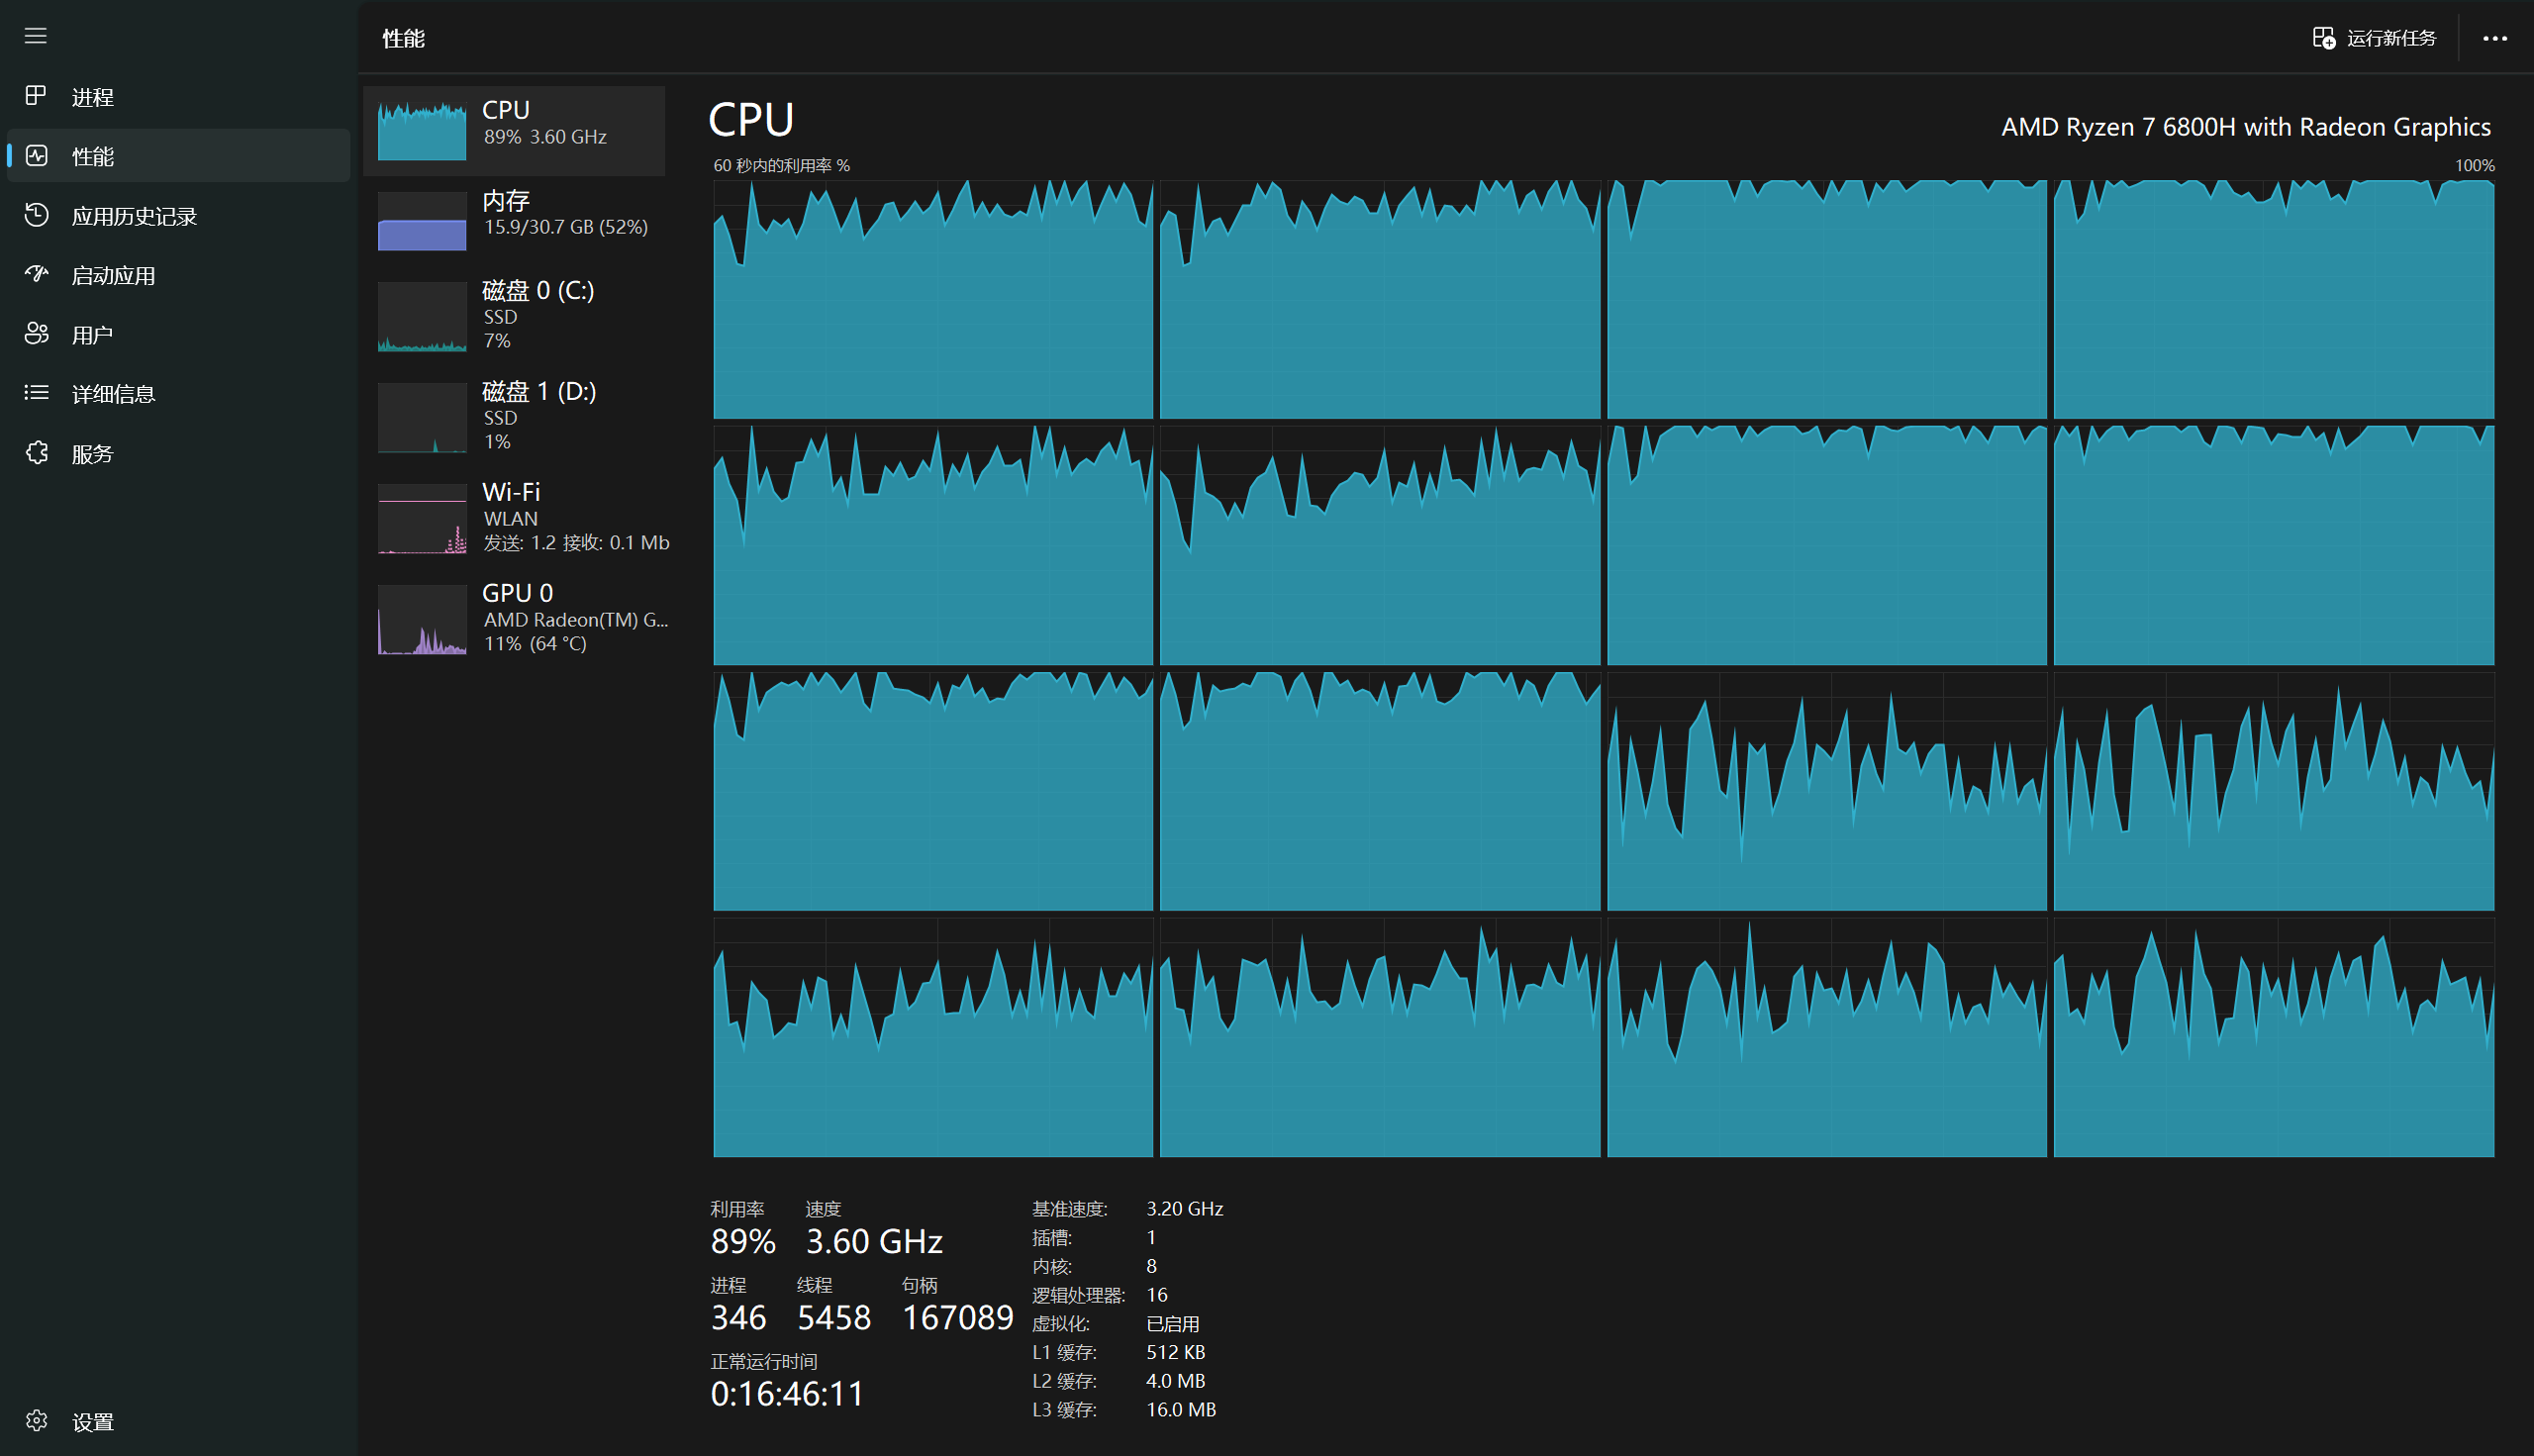 性能
运行新任务
进程
性能
应用历史记录
启动应用
用户
详细信息
服务
设置
CPU
89% 3.60 GHz
内存
15.9/30.7 GB (52%)
磁盘 0 (C:)
SSD
7%
磁盘 1 (D:)
SSD
1%
Wi-Fi
WLAN
发送: 1.2 接收: 0.1 Mb
GPU 0
AMD Radeon(TM) G...
11% (64 °C)
CPU
AMD Ryzen 7 6800H with Radeon Graphics
60 秒内的利用率 %
100%
利用率 速度
89% 3.60 GHz
进程 线程 句柄
346 5458 167089
正常运行时间
0:16:46:11
基准速度: 3.20 GHz
插槽: 1
内核: 8
逻辑处理器: 16
虚拟化: 已启用
L1 缓存: 512 KB
L2 缓存: 4.0 MB
L3 缓存: 16.0 MB